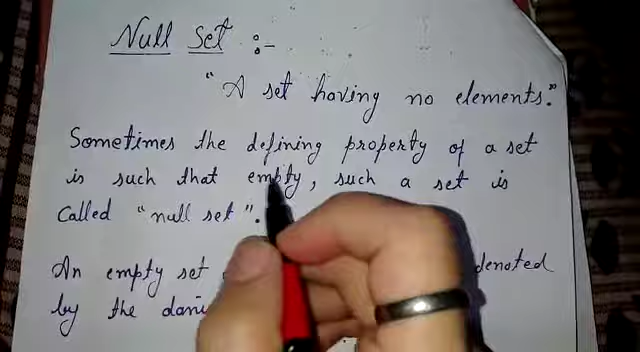 Null Set :-
"A set having no elements."
Sometimes the defining property of a set
is such that empty, such a set is
called "null set".
An empty set denoted
by the